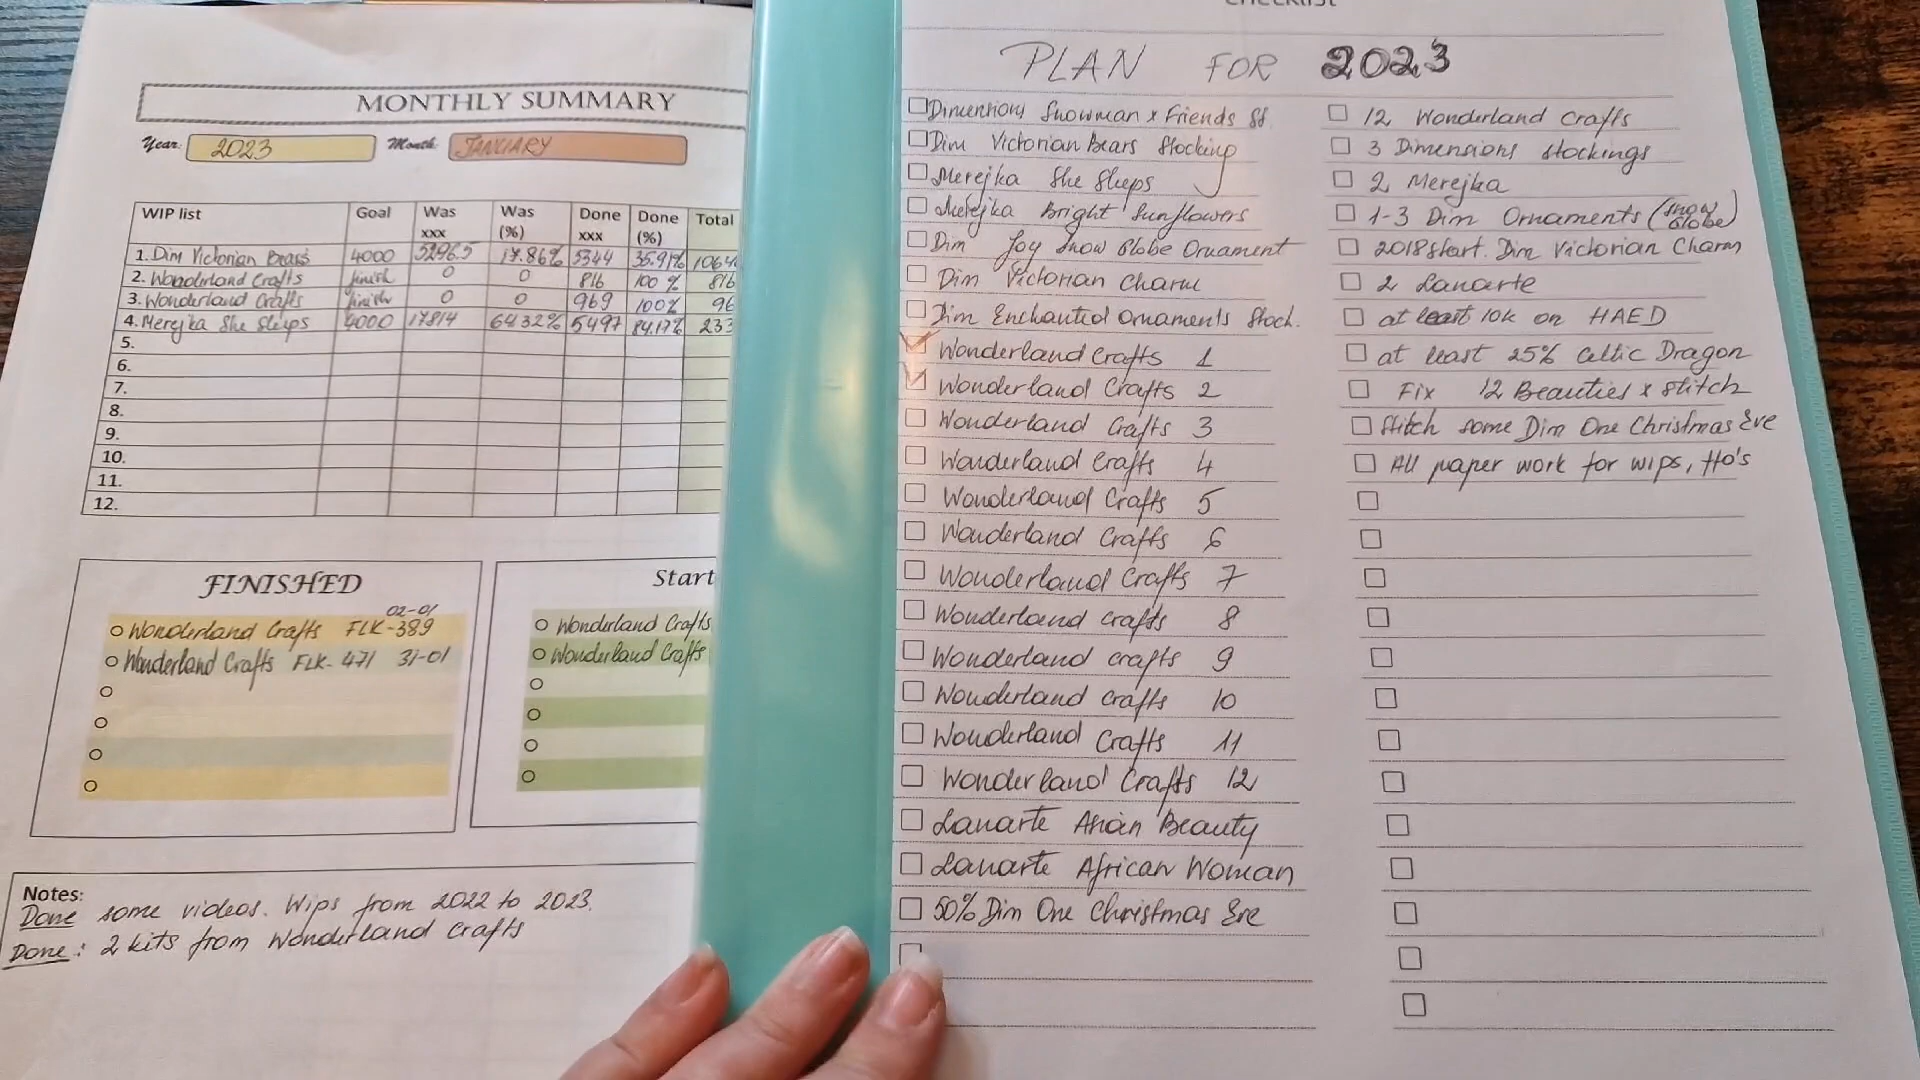 MONTHLY SUMMARY
Year: 2023 Month: JANUARY
WIP list Goal Was xxx Was (%) Done xxx Done (%) Total
1. Dim Victorian Bears 4000 5296.5 17.86% 5344 35.91% 1064
2. Wonderland Crafts finish 0 0 816 100% 816
3. Wonderland Crafts finish 0 0 969 100% 96
4. Merejka She Sleeps 4000 17814 64.32% 5497 84.17% 233
5.
6.
7.
8.
9.
10.
11.
12.
FINISHED
02-01
Wonderland Crafts FLK-389
Wonderland Crafts FLK-471 31-01
Start
Wonderland Crafts
Wonderland Crafts
Notes:
Done some videos. Wips from 2022 to 2023.
Done: 2 kits from Wonderland Crafts
checklist
PLAN FOR 2023
Dimensions Snowman & Friends
Dim Victorian Bears Stocking
Merejka She Sleeps
Merejka Bright Sunflowers
Dim Joy Snow Globe Ornament
Dim Victorian Charm
Dim Enchanted Ornaments Stock.
Wonderland Crafts 1
Wonderland Crafts 2
Wonderland Crafts 3
Wonderland Crafts 4
Wonderland Crafts 5
Wonderland Crafts 6
Wonderland Crafts 7
Wonderland crafts 8
Wonderland crafts 9
Wonderland crafts 10
Wonderland Crafts 11
Wonderland Crafts 12
Lanarte Asian Beauty
Lanarte African Woman
50% Dim One Christmas Eve
12 Wonderland Crafts
3 Dimensions stockings
2 Merejka
1-3 Dim Ornaments (snow Globe)
2018 start. Dim Victorian Charm
2 Lanarte
at least 10k on HAED
at least 25% Celtic Dragon
Fix 12 Beauties & stitch
Stitch some Dim One Christmas Eve
All paper work for wips, Ho's